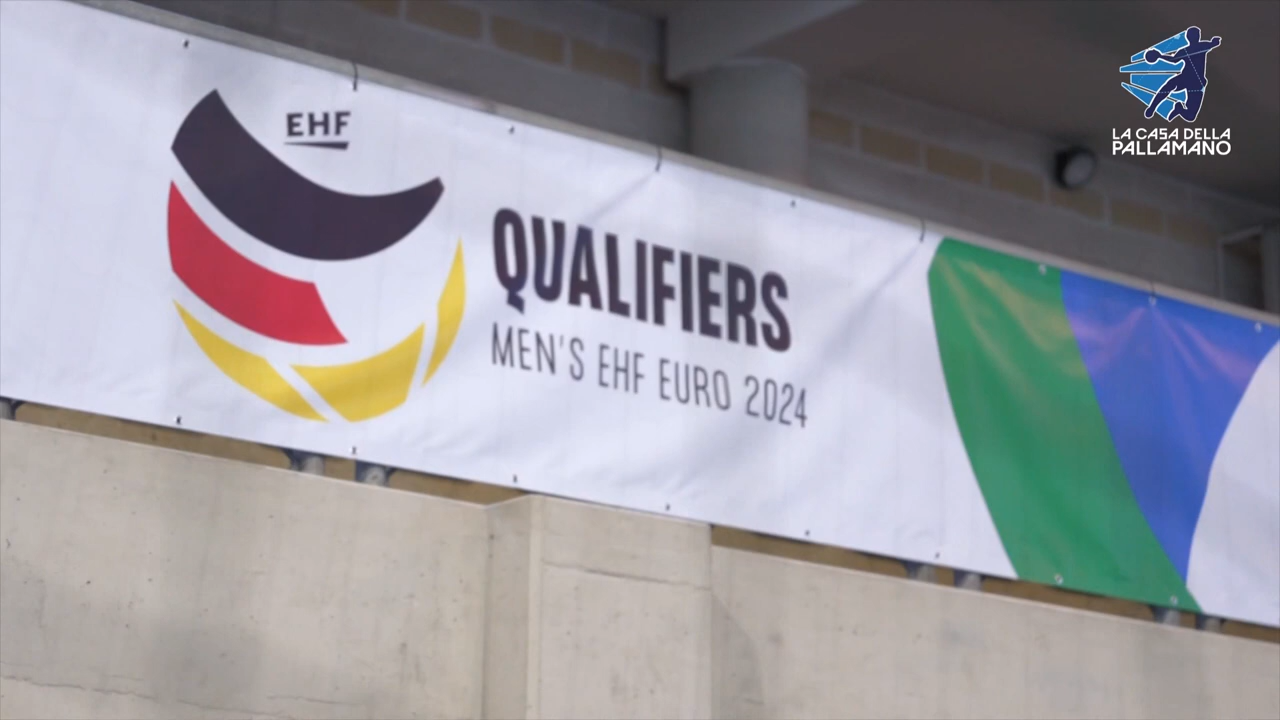 EHF
QUALIFIERS
MEN'S EHF EURO 2024
LA CASA DELLA
PALLAMANO